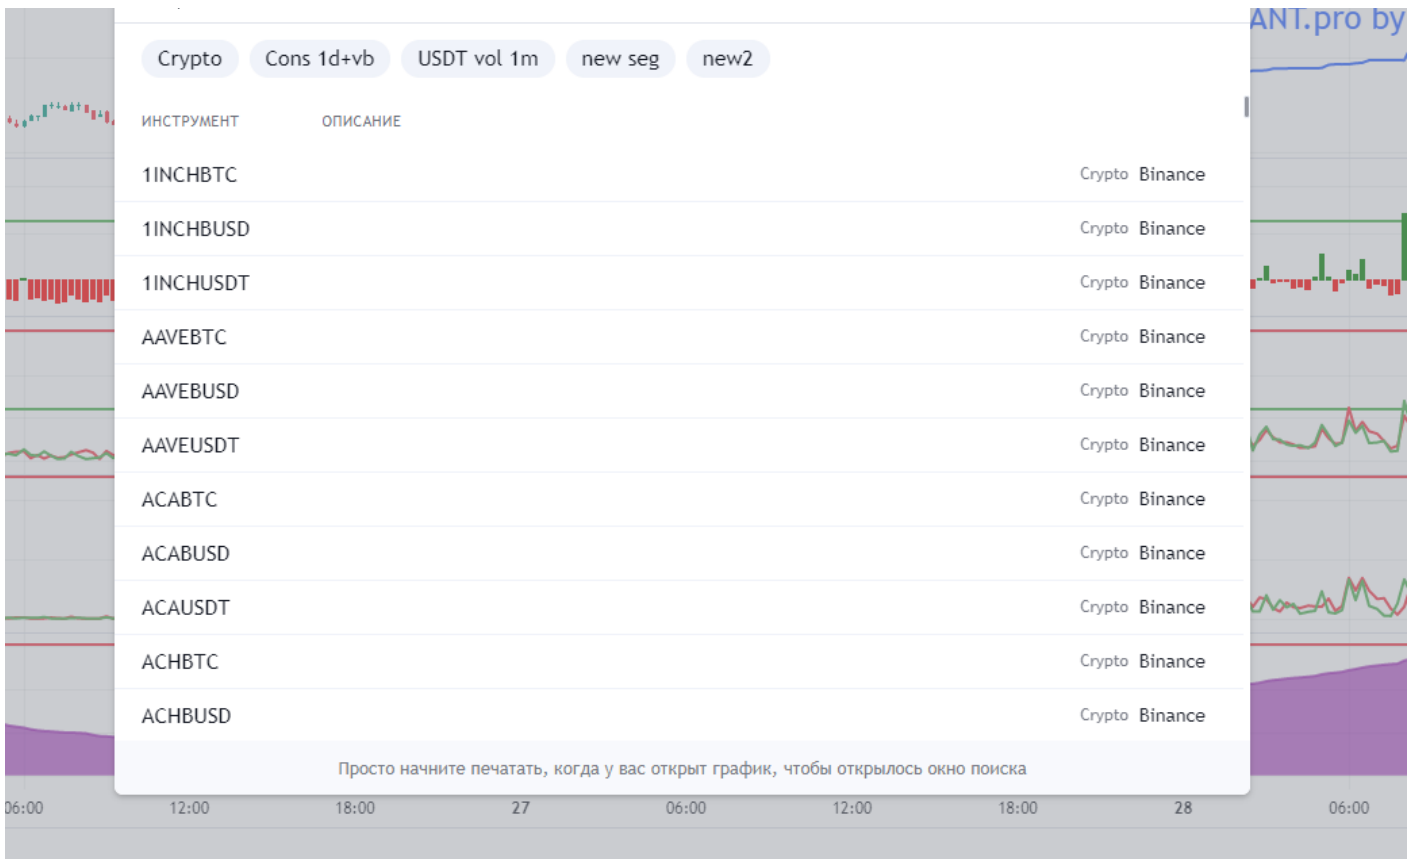 ANT.pro by
Crypto Cons 1d+vb USDT vol 1m new seg new2
ИНСТРУМЕНТ ОПИСАНИЕ
1INCHBTC Crypto Binance
1INCHBUSD Crypto Binance
1INCHUSDT Crypto Binance
AAVEBTC Crypto Binance
AAVEBUSD Crypto Binance
AAVEUSDT Crypto Binance
ACABTC Crypto Binance
ACABUSD Crypto Binance
ACAUSDT Crypto Binance
ACHBTC Crypto Binance
ACHBUSD Crypto Binance
Просто начните печатать, когда у вас открыт график, чтобы открылось окно поиска
06:00 12:00 18:00 27 06:00 12:00 18:00 28 06:00